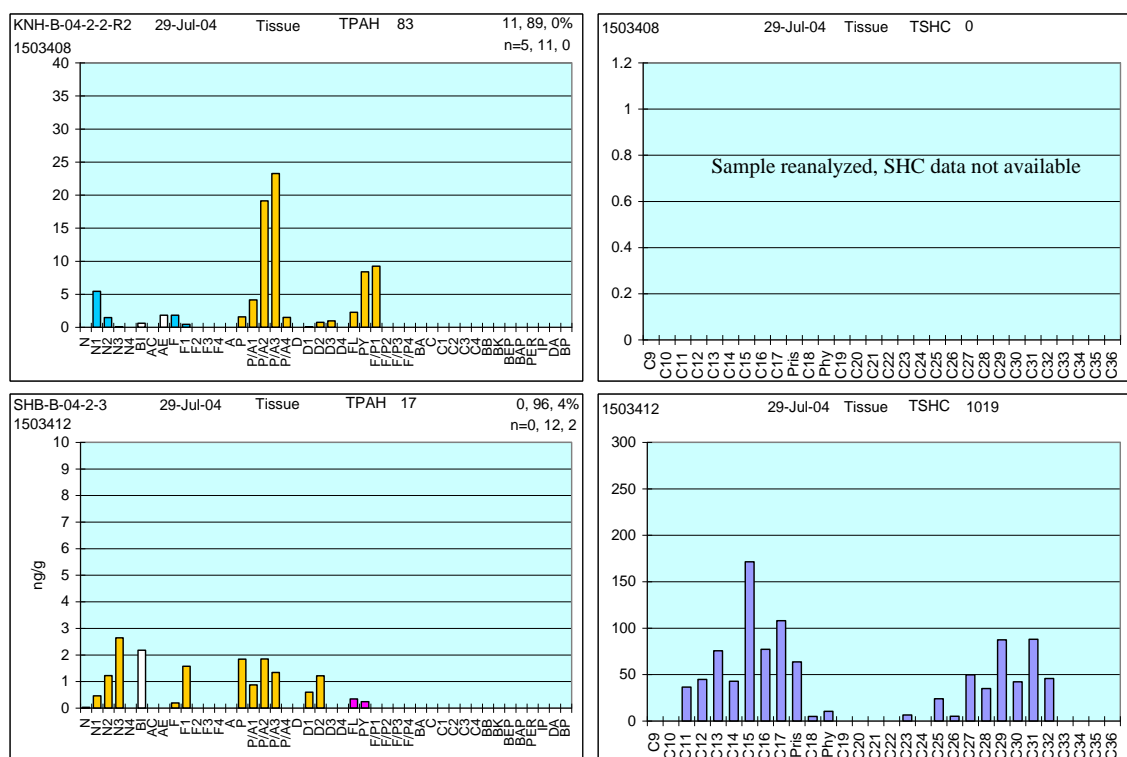 KNH-B-04-2-2-R2 29-Jul-04 Tissue TPAH 83 11, 89, 0%
1503408 n=5, 11, 0
40
35
30
25
20
15
10
5
0
N N1 N2 N3 N4 BI AC AE F F1 F2 F3 F4 A P P/A1 P/A2 P/A3 P/A4 D D1 D2 D3 D4 FL PY F/P1 F/P2 F/P3 F/P4 BA C C1 C2 C3 C4 BB BK BEP BAP PER IP DA BP
1503408 29-Jul-04 Tissue TSHC 0
1.2
1
0.8
Sample reanalyzed, SHC data not available
0.6
0.4
0.2
0
C9 C10 C11 C12 C13 C14 C15 C16 C17 Pris C18 Phy C19 C20 C21 C22 C23 C24 C25 C26 C27 C28 C29 C30 C31 C32 C33 C34 C35 C36
SHB-B-04-2-3 29-Jul-04 Tissue TPAH 17 0, 96, 4%
1503412 n=0, 12, 2
10
9
8
7
6
5
4
3
2
1
0
ng/g
N N1 N2 N3 N4 BI AC AE F F1 F2 F3 F4 A P P/A1 P/A2 P/A3 P/A4 D D1 D2 D3 D4 FL PY F/P1 F/P2 F/P3 F/P4 BA C C1 C2 C3 C4 BB BK BEP BAP PER IP DA BP
1503412 29-Jul-04 Tissue TSHC 1019
300
250
200
150
100
50
0
C9 C10 C11 C12 C13 C14 C15 C16 C17 Pris C18 Phy C19 C20 C21 C22 C23 C24 C25 C26 C27 C28 C29 C30 C31 C32 C33 C34 C35 C36